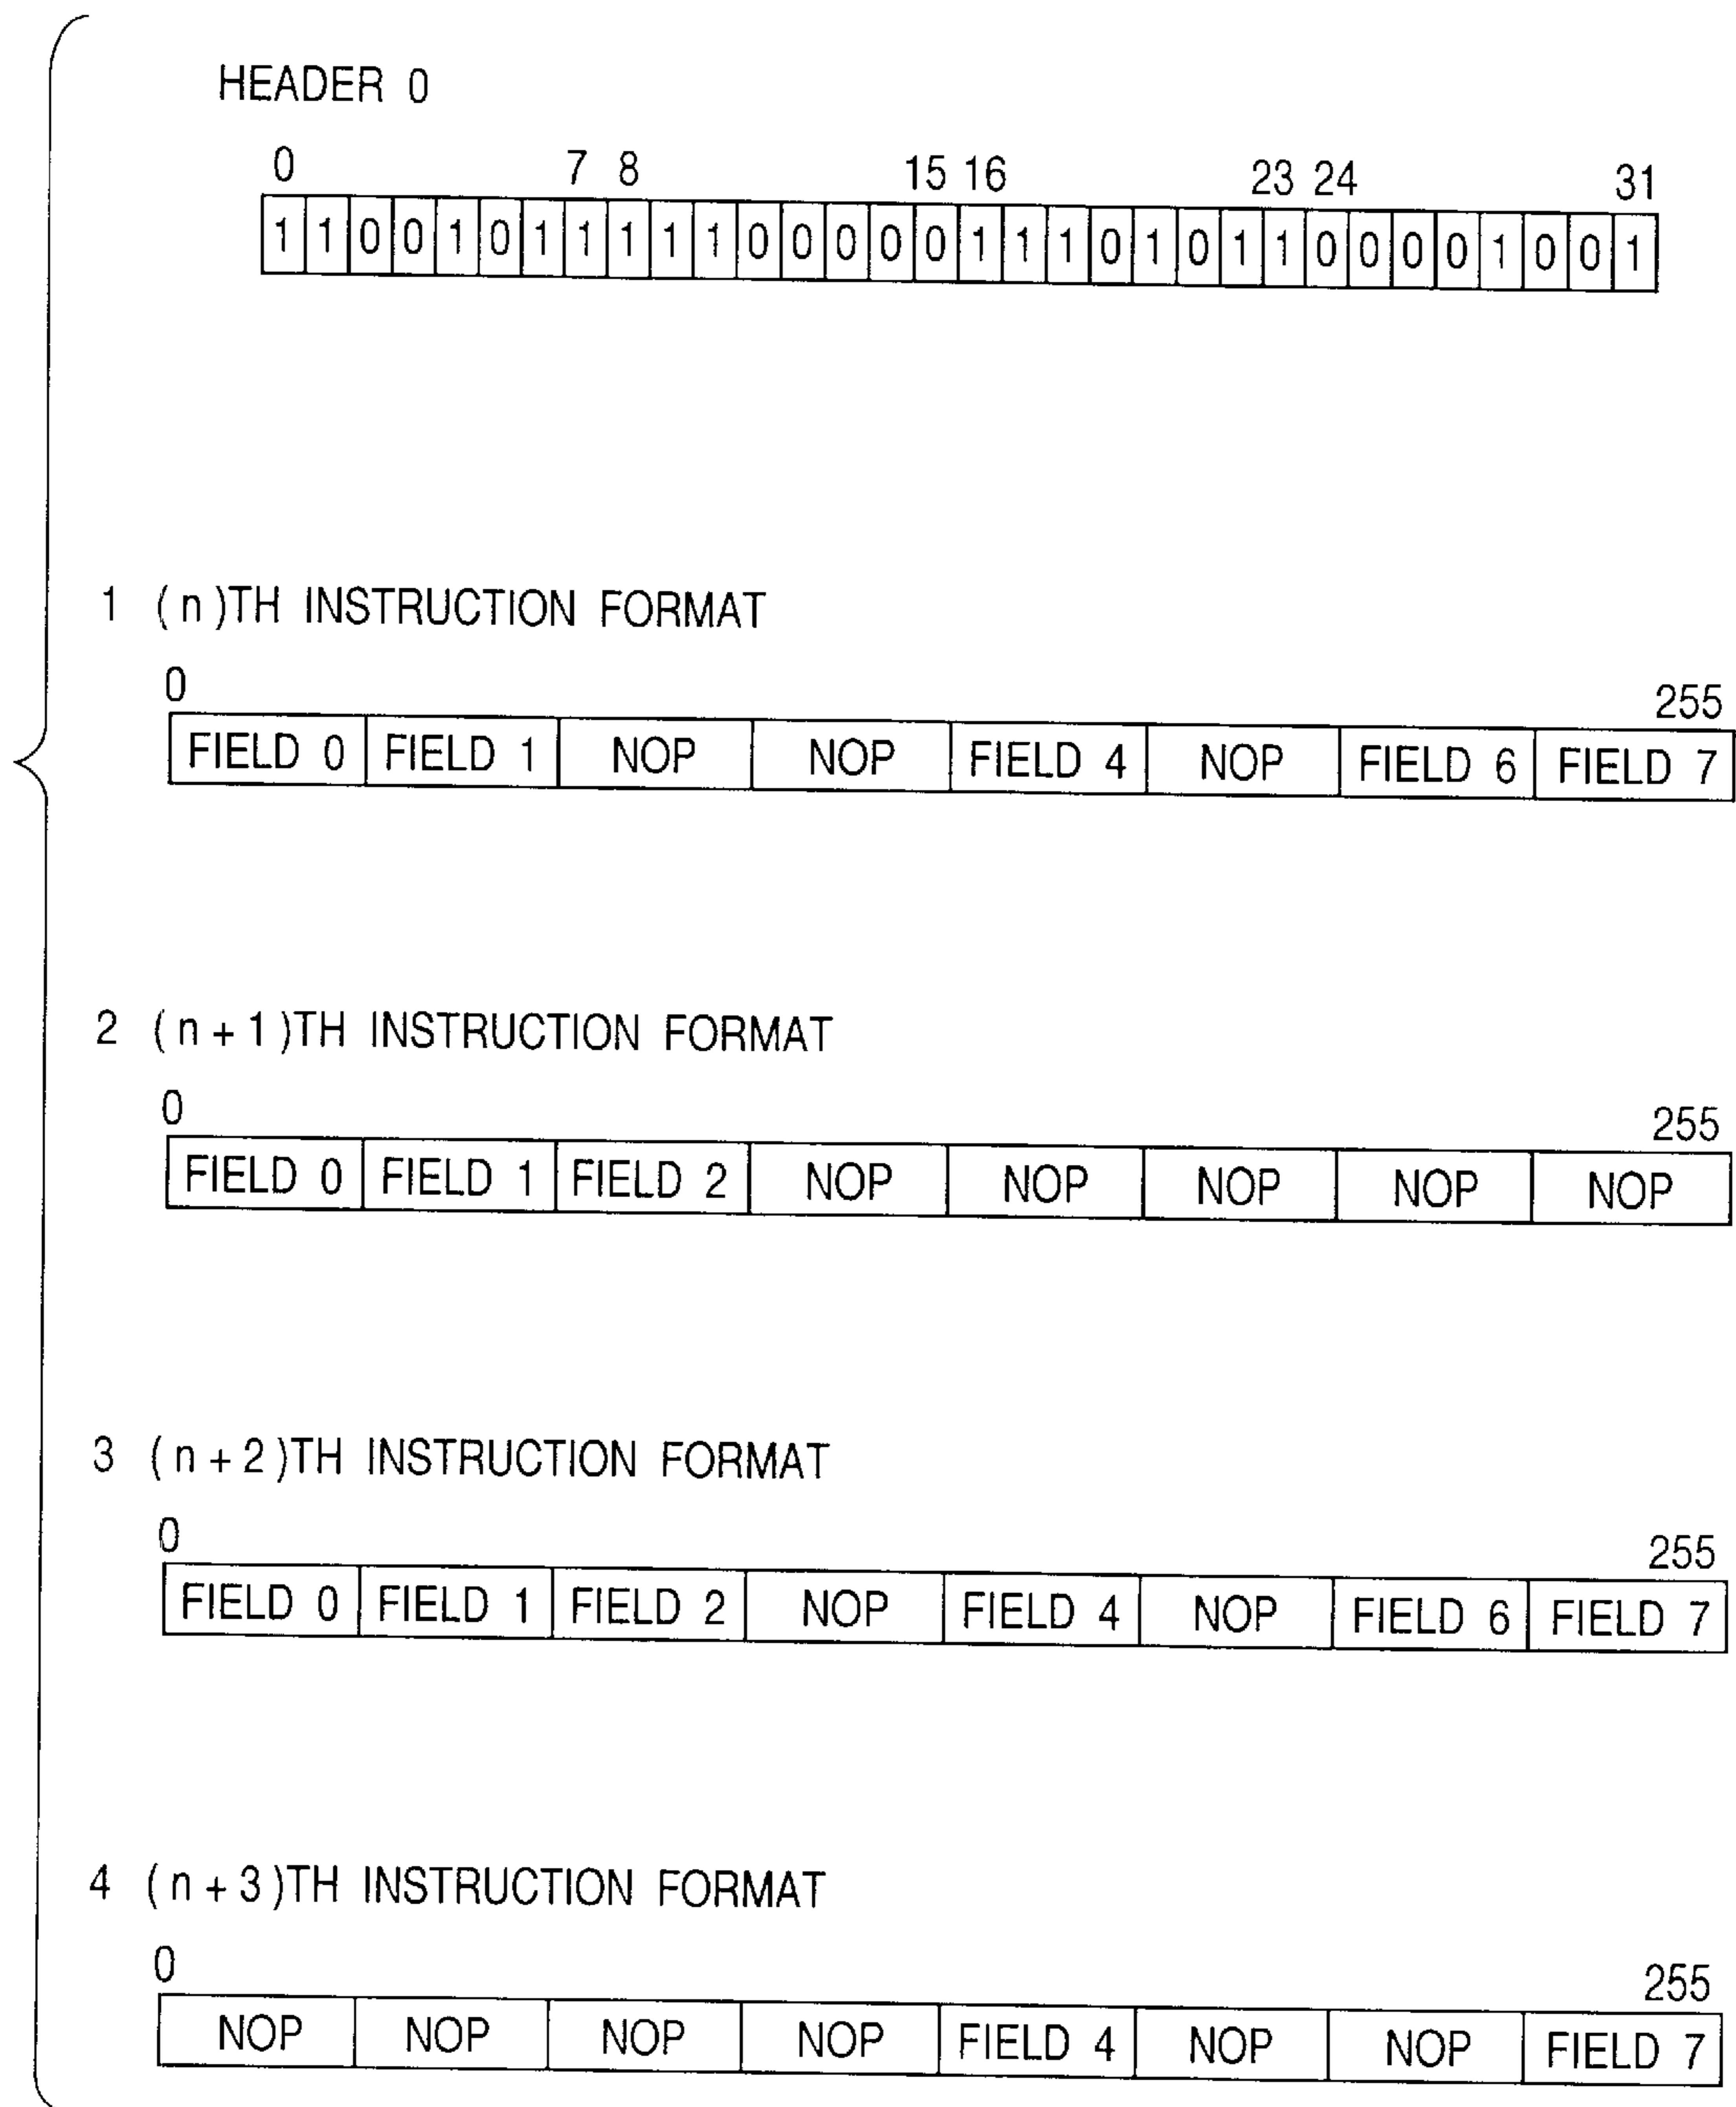 HEADER 0
0 7 8 15 16 23 24 31
1 1 0 0 1 0 1 1 1 1 1 0 0 0 0 0 1 1 1 0 1 0 1 1 0 0 0 0 1 0 0 1
1 (n)TH INSTRUCTION FORMAT
0 255
FIELD 0 FIELD 1 NOP NOP FIELD 4 NOP FIELD 6 FIELD 7
2 (n+1)TH INSTRUCTION FORMAT
0 255
FIELD 0 FIELD 1 FIELD 2 NOP NOP NOP NOP NOP
3 (n+2)TH INSTRUCTION FORMAT
0 255
FIELD 0 FIELD 1 FIELD 2 NOP FIELD 4 NOP FIELD 6 FIELD 7
4 (n+3)TH INSTRUCTION FORMAT
0 255
NOP NOP NOP NOP FIELD 4 NOP NOP FIELD 7